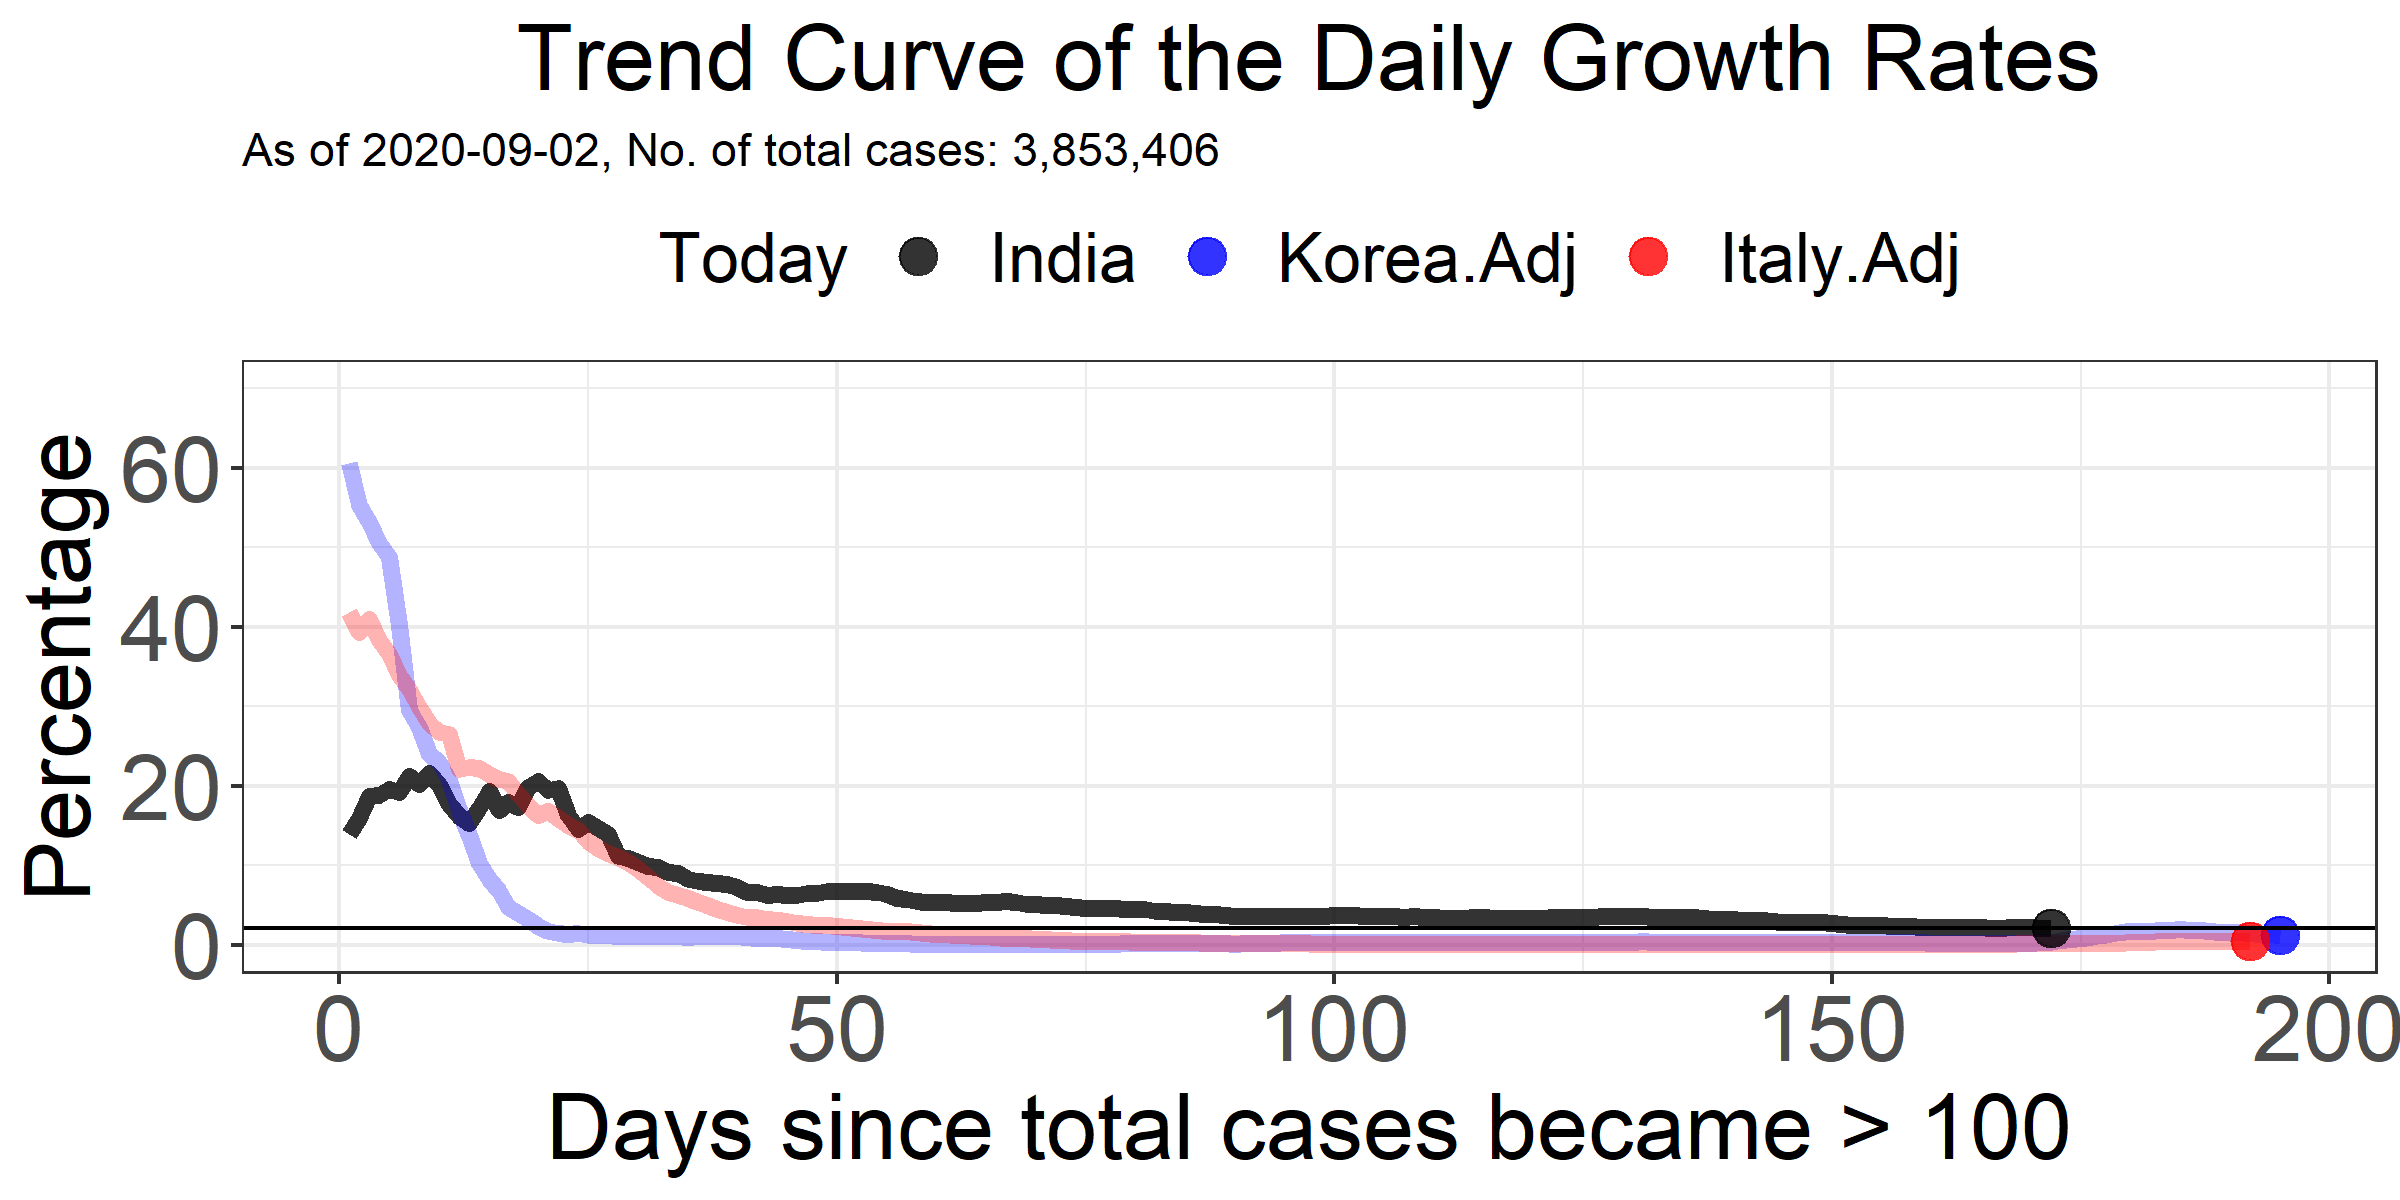 Trend Curve of the Daily Growth Rates
As of 2020-09-02, No. of total cases: 3,853,406
Today India Korea.Adj Italy.Adj
Percentage
60
40
20
0
0 50 100 150 200
Days since total cases became > 100